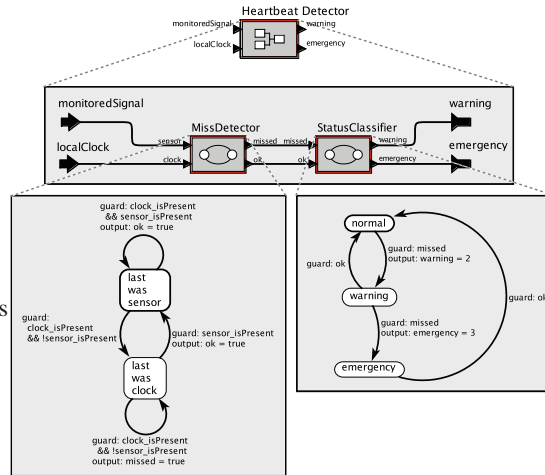 Heartbeat Detector
monitoredSignal
warning
localClock
emergency
monitoredSignal
warning
localClock
emergency
MissDetector
StatusClassifier
sensor
missed
missed
warning
clock
ok
ok
emergency
guard: clock_isPresent
&& sensor_isPresent
output: ok = true
last
was
sensor
guard:
clock_isPresent
&& !sensor_isPresent
guard: sensor_isPresent
output: ok = true
last
was
clock
guard: clock_isPresent
&& !sensor_isPresent
output: missed = true
normal
guard: missed
output: warning = 2
guard: ok
warning
guard: ok
guard: missed
output: emergency = 3
emergency
s